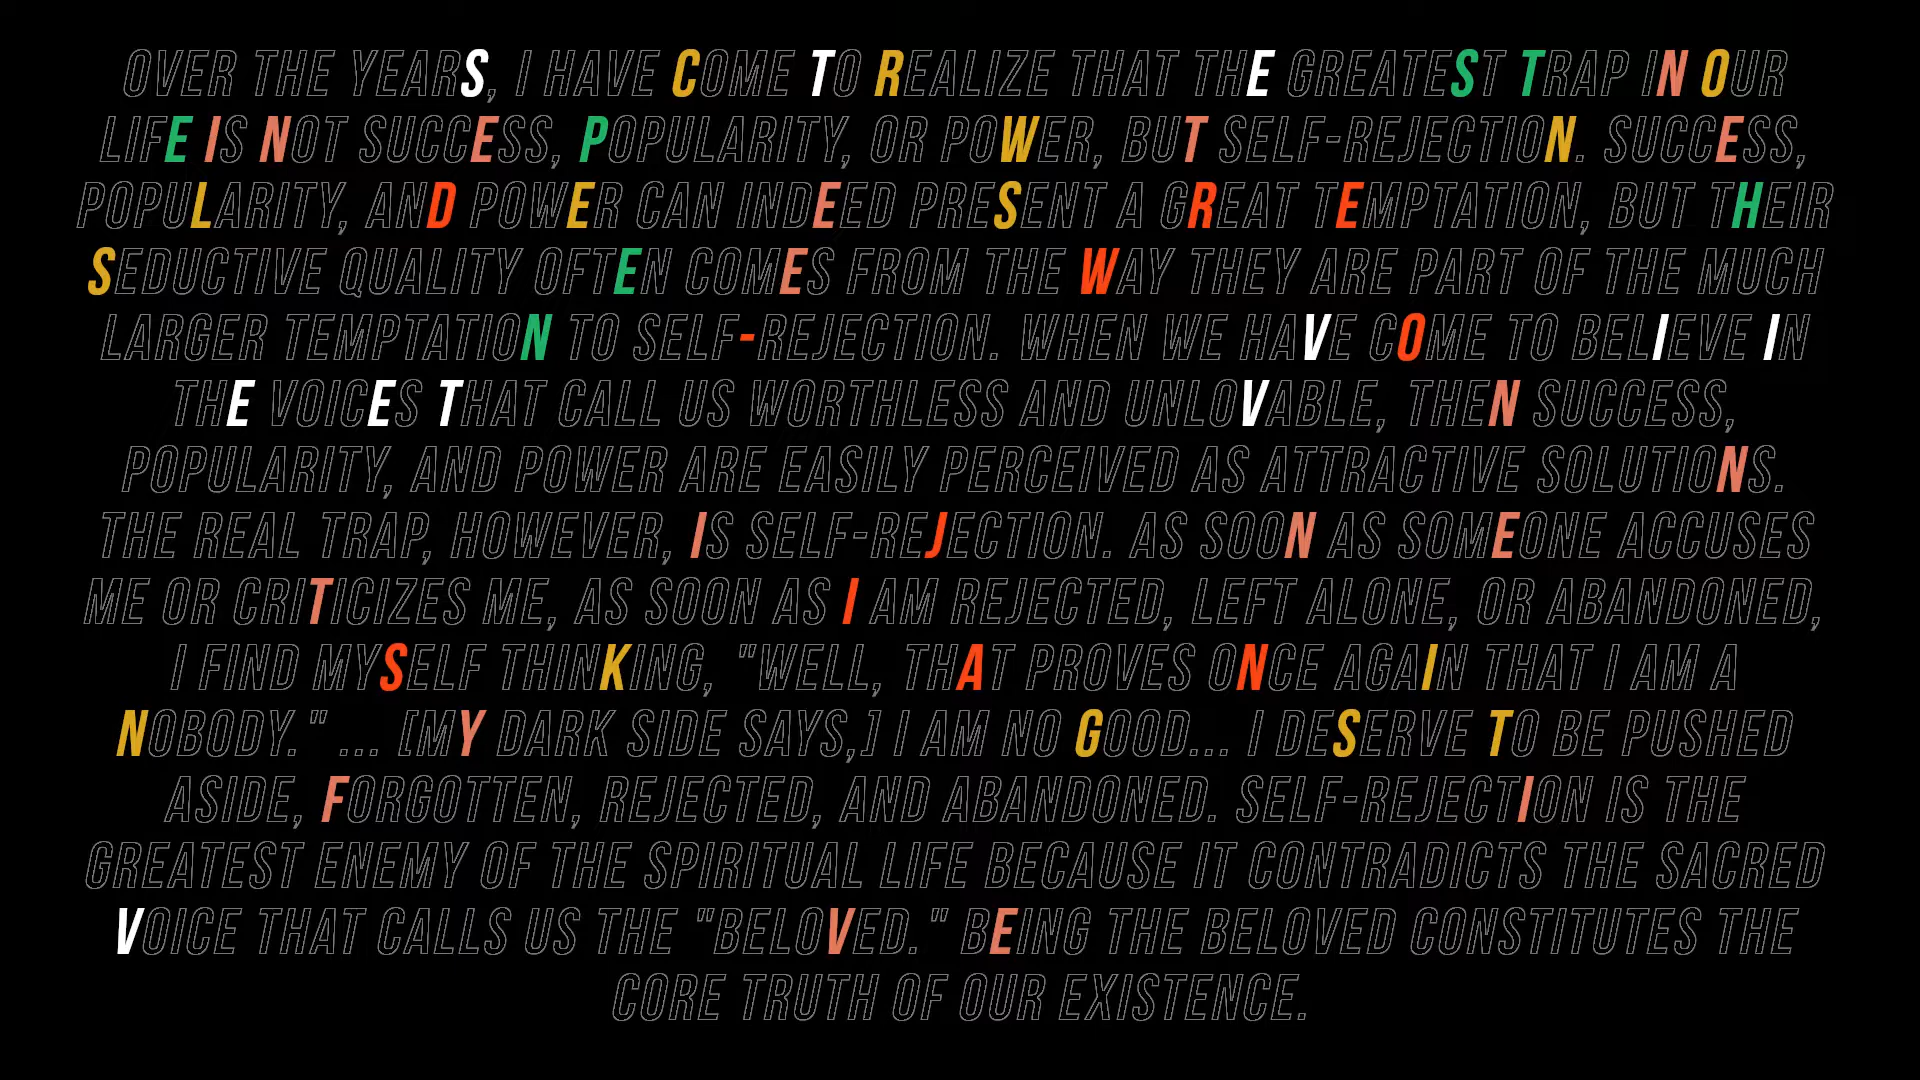 OVER THE YEARS, I HAVE COME TO REALIZE THAT THE GREATEST TRAP IN OUR
LIFE IS NOT SUCCESS, POPULARITY, OR POWER, BUT SELF-REJECTION. SUCCESS,
POPULARITY, AND POWER CAN INDEED PRESENT A GREAT TEMPTATION, BUT THEIR
SEDUCTIVE QUALITY OFTEN COMES FROM THE WAY THEY ARE PART OF THE MUCH
LARGER TEMPTATION TO SELF-REJECTION. WHEN WE HAVE COME TO BELIEVE IN
THE VOICES THAT CALL US WORTHLESS AND UNLOVABLE, THEN SUCCESS,
POPULARITY, AND POWER ARE EASILY PERCEIVED AS ATTRACTIVE SOLUTIONS.
THE REAL TRAP, HOWEVER, IS SELF-REJECTION. AS SOON AS SOMEONE ACCUSES
ME OR CRITICIZES ME, AS SOON AS I AM REJECTED, LEFT ALONE, OR ABANDONED,
I FIND MYSELF THINKING, "WELL, THAT PROVES ONCE AGAIN THAT I AM A
NOBODY." ... [MY DARK SIDE SAYS,] I AM NO GOOD... I DESERVE TO BE PUSHED
ASIDE, FORGOTTEN, REJECTED, AND ABANDONED. SELF-REJECTION IS THE
GREATEST ENEMY OF THE SPIRITUAL LIFE BECAUSE IT CONTRADICTS THE SACRED
VOICE THAT CALLS US THE "BELOVED." BEING THE BELOVED CONSTITUTES THE
CORE TRUTH OF OUR EXISTENCE.